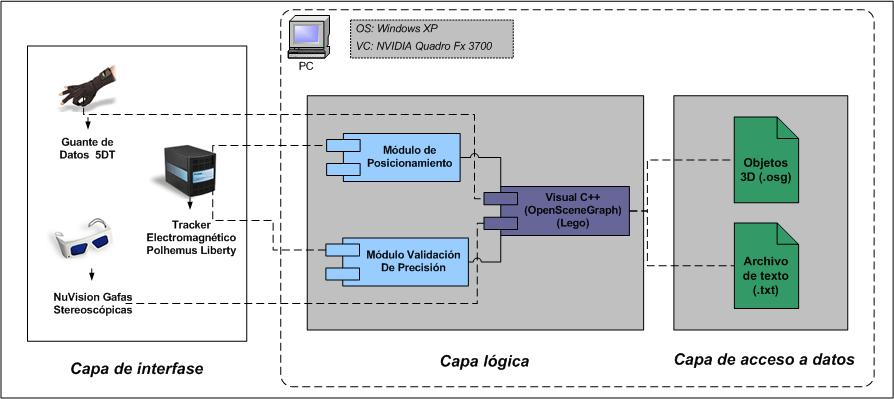 OS: Windows XP
VC: NVIDIA Quadro Fx 3700
PC
Guante de
Datos 5DT
Tracker
Electromagnético
Polhemus Liberty
NuVision Gafas
Stereoscópicas
Capa de interfase
Módulo de
Posicionamiento
Módulo Validación
De Precisión
Visual C++
(OpenSceneGraph)
(Lego)
Capa lógica
Objetos
3D (.osg)
Archivo
de texto
(.txt)
Capa de acceso a datos